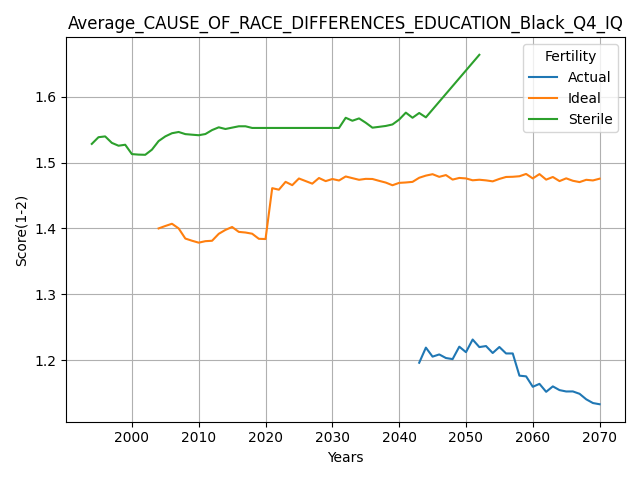 Average_CAUSE_OF_RACE_DIFFERENCES_EDUCATION_Black_Q4_IQ
Fertility
Actual
Ideal
Sterile
Score(1-2)
1.6
1.5
1.4
1.3
1.2
2000 2010 2020 2030 2040 2050 2060 2070
Years